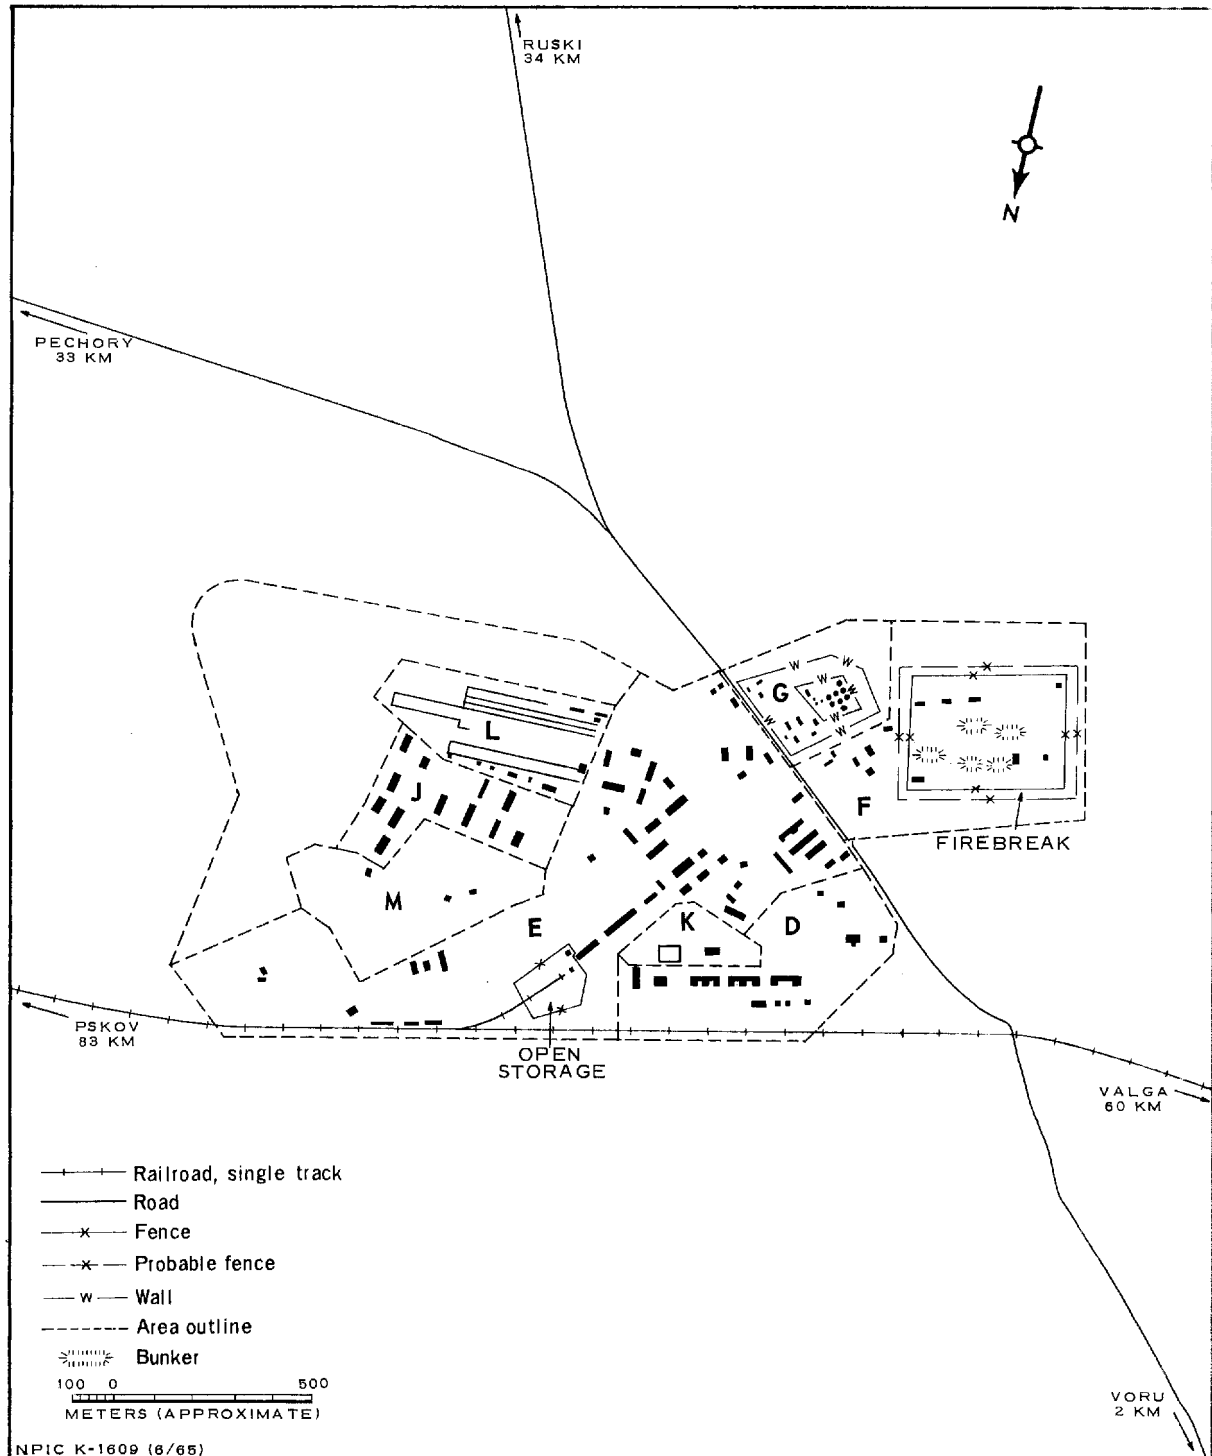 RUSKI
34 KM
N
PECHORY
33 KM
W
W
W
G
W
W
W
W
L
J
F
FIREBREAK
M
E
K
D
PSKOV
83 KM
OPEN
STORAGE
VALGA
60 KM
Railroad, single track
Road
x Fence
x Probable fence
W Wall
Area outline
Bunker
100 0 500
METERS (APPROXIMATE)
VORU
2 KM
NPIC K-1609 (6/65)